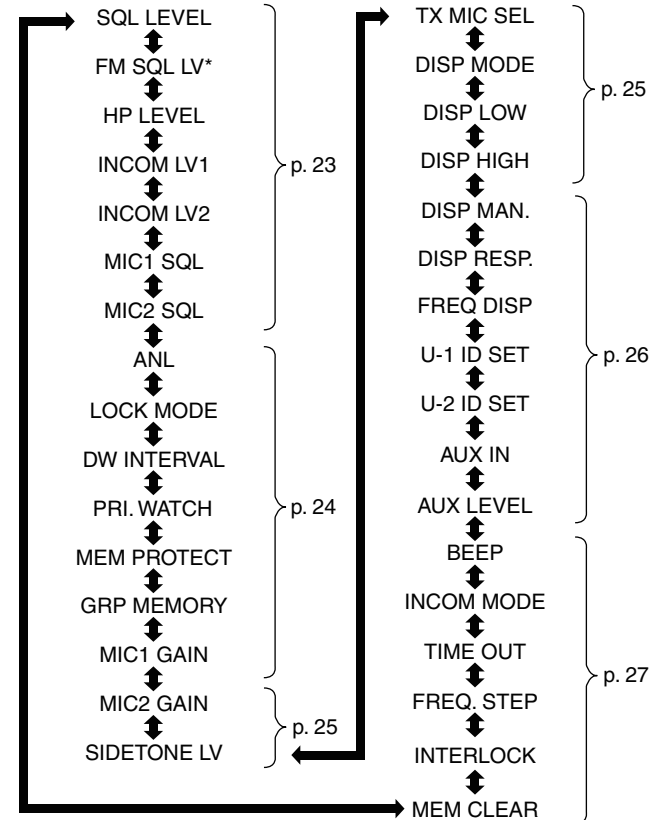 SQL LEVEL
FM SQL LV*
HP LEVEL
INCOM LV1
INCOM LV2
MIC1 SQL
MIC2 SQL
p. 23
ANL
LOCK MODE
DW INTERVAL
PRI. WATCH
MEM PROTECT
GRP MEMORY
MIC1 GAIN
p. 24
MIC2 GAIN
SIDETONE LV
p. 25
TX MIC SEL
DISP MODE
DISP LOW
DISP HIGH
p. 25
DISP MAN.
DISP RESP.
FREQ DISP
U-1 ID SET
U-2 ID SET
AUX IN
AUX LEVEL
p. 26
BEEP
INCOM MODE
TIME OUT
FREQ. STEP
INTERLOCK
MEM CLEAR
p. 27